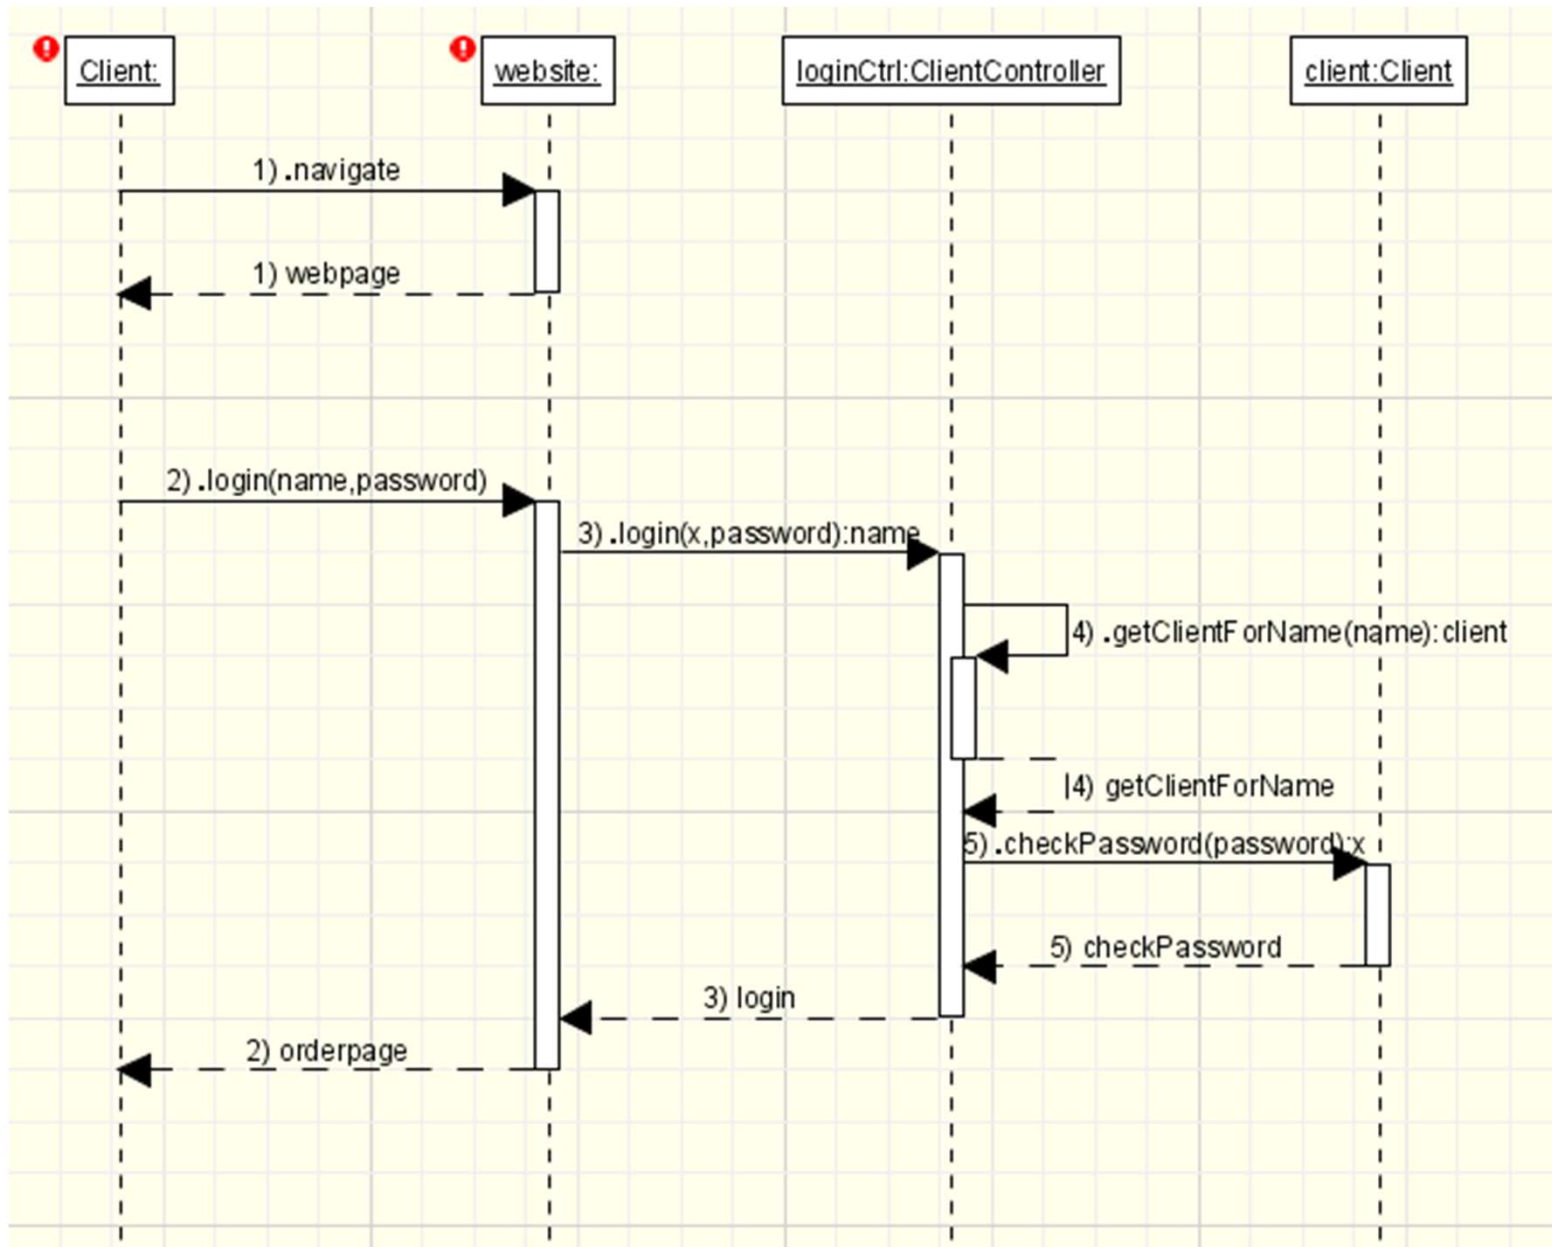 Client:
website:
loginCtrl:ClientController
client:Client
1) .navigate
1) webpage
2) .login(name,password)
3) .login(x,password):name
4) .getClientForName(name):client
|4) getClientForName
5) .checkPassword(password):x
5) checkPassword
3) login
2) orderpage